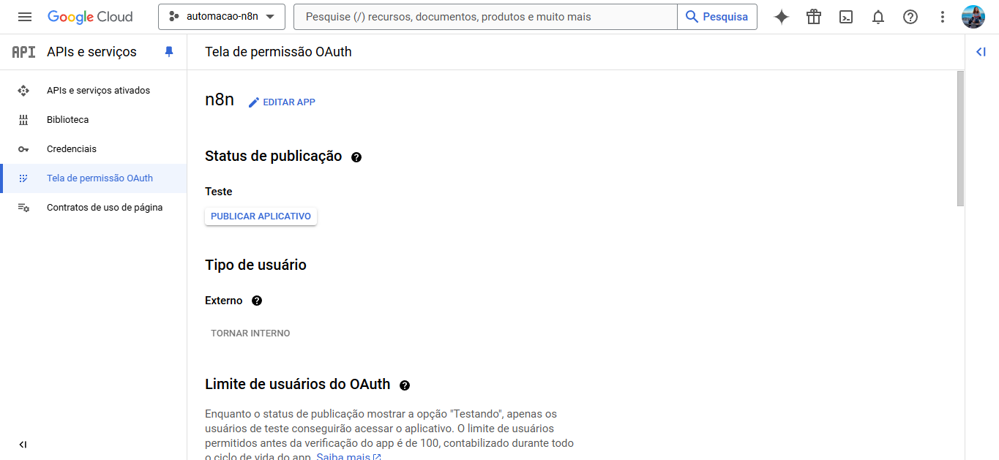 Google Cloud
automacao-n8n
Pesquise (/) recursos, documentos, produtos e muito mais
Pesquisa
API APIs e serviços
Tela de permissão OAuth
APIs e serviços ativados
Biblioteca
Credenciais
Tela de permissão OAuth
Contratos de uso de página
n8n
EDITAR APP
Status de publicação
Teste
PUBLICAR APLICATIVO
Tipo de usuário
Externo
TORNAR INTERNO
Limite de usuários do OAuth
Enquanto o status de publicação mostrar a opção "Testando", apenas os
usuários de teste conseguirão acessar o aplicativo. O limite de usuários
permitidos antes da verificação do app é de 100, contabilizado durante todo
o ciclo de vida do app. Saiba mais